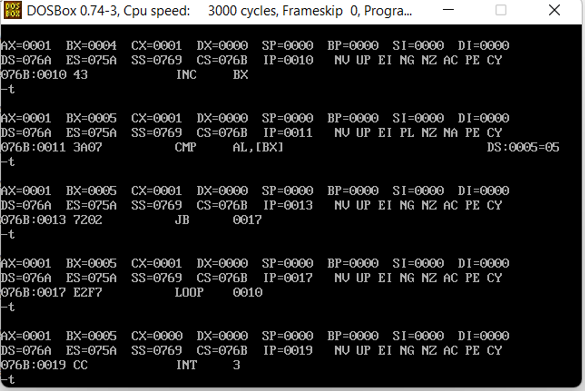 DOSBox 0.74-3, Cpu speed: 3000 cycles, Frameskip 0, Progra...
AX=0001 BX=0004 CX=0001 DX=0000 SP=0000 BP=0000 SI=0000 DI=0000
DS=076A ES=075A SS=0769 CS=076B IP=0010 NV UP EI NG NZ AC PE CY
076B:0010 43 INC BX
-t
AX=0001 BX=0005 CX=0001 DX=0000 SP=0000 BP=0000 SI=0000 DI=0000
DS=076A ES=075A SS=0769 CS=076B IP=0011 NV UP EI PL NZ NA PE CY
076B:0011 3A07 CMP AL,[BX] DS:0005=05
-t
AX=0001 BX=0005 CX=0001 DX=0000 SP=0000 BP=0000 SI=0000 DI=0000
DS=076A ES=075A SS=0769 CS=076B IP=0013 NV UP EI NG NZ AC PE CY
076B:0013 7202 JB 0017
-t
AX=0001 BX=0005 CX=0001 DX=0000 SP=0000 BP=0000 SI=0000 DI=0000
DS=076A ES=075A SS=0769 CS=076B IP=0017 NV UP EI NG NZ AC PE CY
076B:0017 E2F7 LOOP 0010
-t
AX=0001 BX=0005 CX=0000 DX=0000 SP=0000 BP=0000 SI=0000 DI=0000
DS=076A ES=075A SS=0769 CS=076B IP=0019 NV UP EI NG NZ AC PE CY
076B:0019 CC INT 3
-t